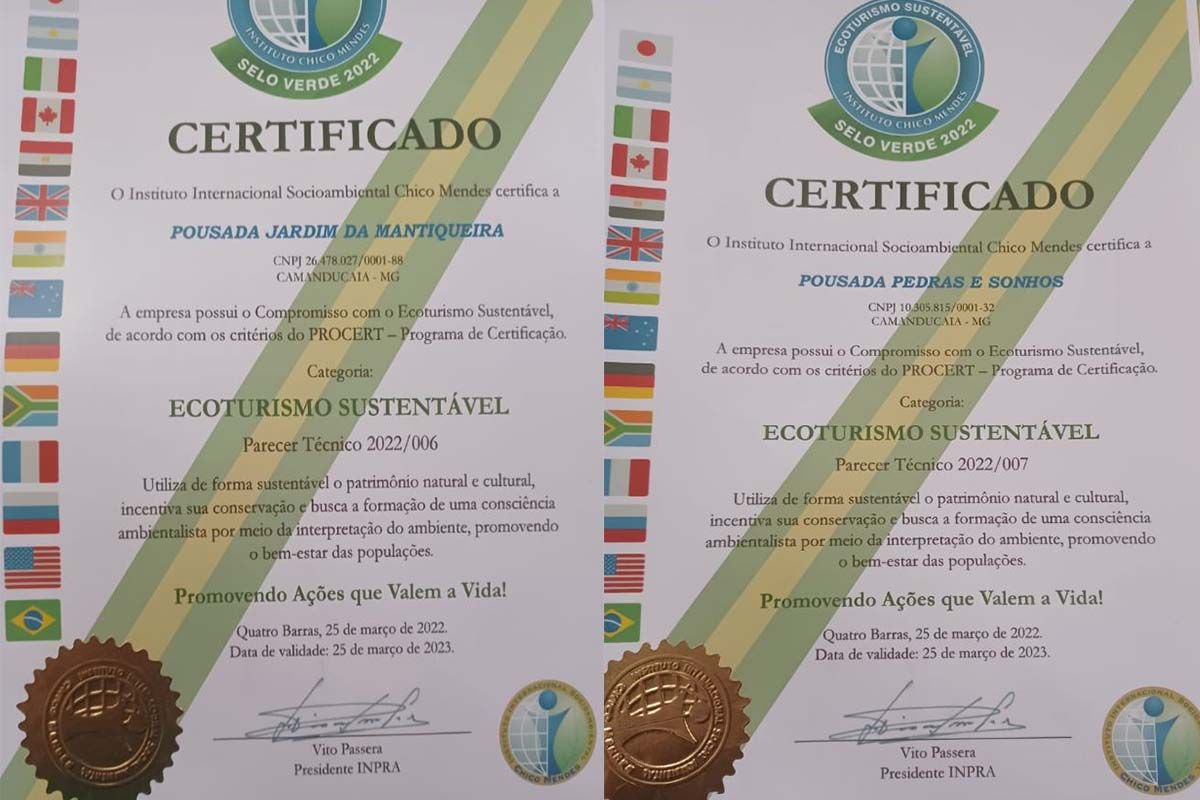 INSTITUTO CHICO MENDES
SELO VERDE 2022
CERTIFICADO
O Instituto Internacional Socioambiental Chico Mendes certifica a
POUSADA JARDIM DA MANTIQUEIRA
CNPJ 26.478.027/0001-88
CAMANDUCAIA - MG
A empresa possui o Compromisso com o Ecoturismo Sustentável,
de acordo com os critérios do PROCERT – Programa de Certificação.
Categoria:
ECOTURISMO SUSTENTÁVEL
Parecer Técnico 2022/006
Utiliza de forma sustentável o patrimônio natural e cultural,
incentiva sua conservação e busca a formação de uma consciência
ambientalista por meio da interpretação do ambiente, promovendo
o bem-estar das populações.
Promovendo Ações que Valem a Vida!
Quatro Barras, 25 de março de 2022.
Data de validade: 25 de março de 2023.
Vito Passera
Presidente INPRA
INSTITUTO INTERNACIONAL SOCIOAMBIENTAL
CHICO MENDES
ECOTURISMO SUSTENTÁVEL
INSTITUTO CHICO MENDES
SELO VERDE 2022
CERTIFICADO
O Instituto Internacional Socioambiental Chico Mendes certifica a
POUSADA PEDRAS E SONHOS
CNPJ 10.305.815/0001-32
CAMANDUCAIA - MG
A empresa possui o Compromisso com o Ecoturismo Sustentável,
de acordo com os critérios do PROCERT – Programa de Certificação.
Categoria:
ECOTURISMO SUSTENTÁVEL
Parecer Técnico 2022/007
Utiliza de forma sustentável o patrimônio natural e cultural,
incentiva sua conservação e busca a formação de uma consciência
ambientalista por meio da interpretação do ambiente, promovendo
o bem-estar das populações.
Promovendo Ações que Valem a Vida!
Quatro Barras, 25 de março de 2022.
Data de validade: 25 de março de 2023.
Vito Passera
Presidente INPRA
INSTITUTO INTERNACIONAL
CHICO MENDES